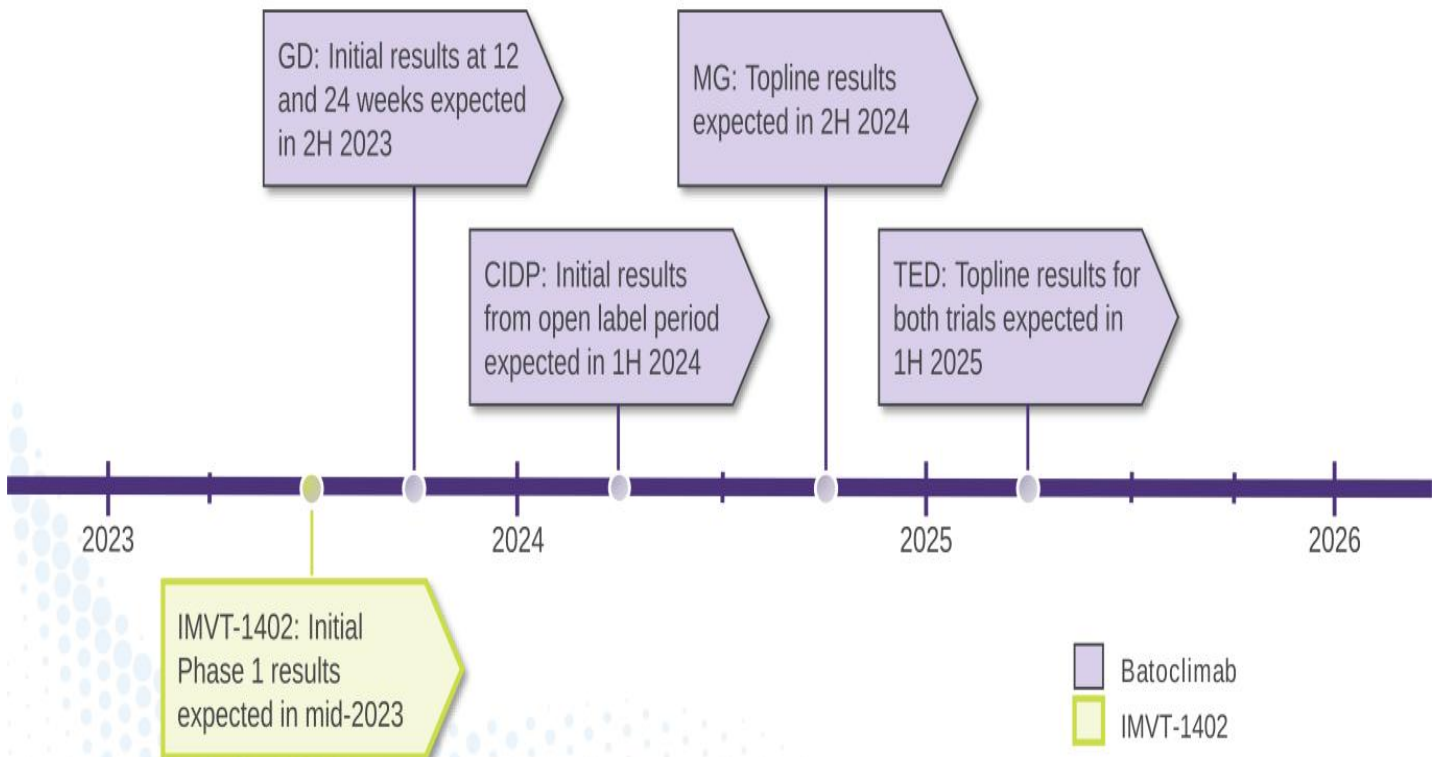 GD: Initial results at 12
and 24 weeks expected
in 2H 2023
MG: Topline results
expected in 2H 2024
CIDP: Initial results
from open label period
expected in 1H 2024
TED: Topline results for
both trials expected in
1H 2025
2023
2024
2025
2026
IMVT-1402: Initial
Phase 1 results
expected in mid-2023
Batoclimab
IMVT-1402